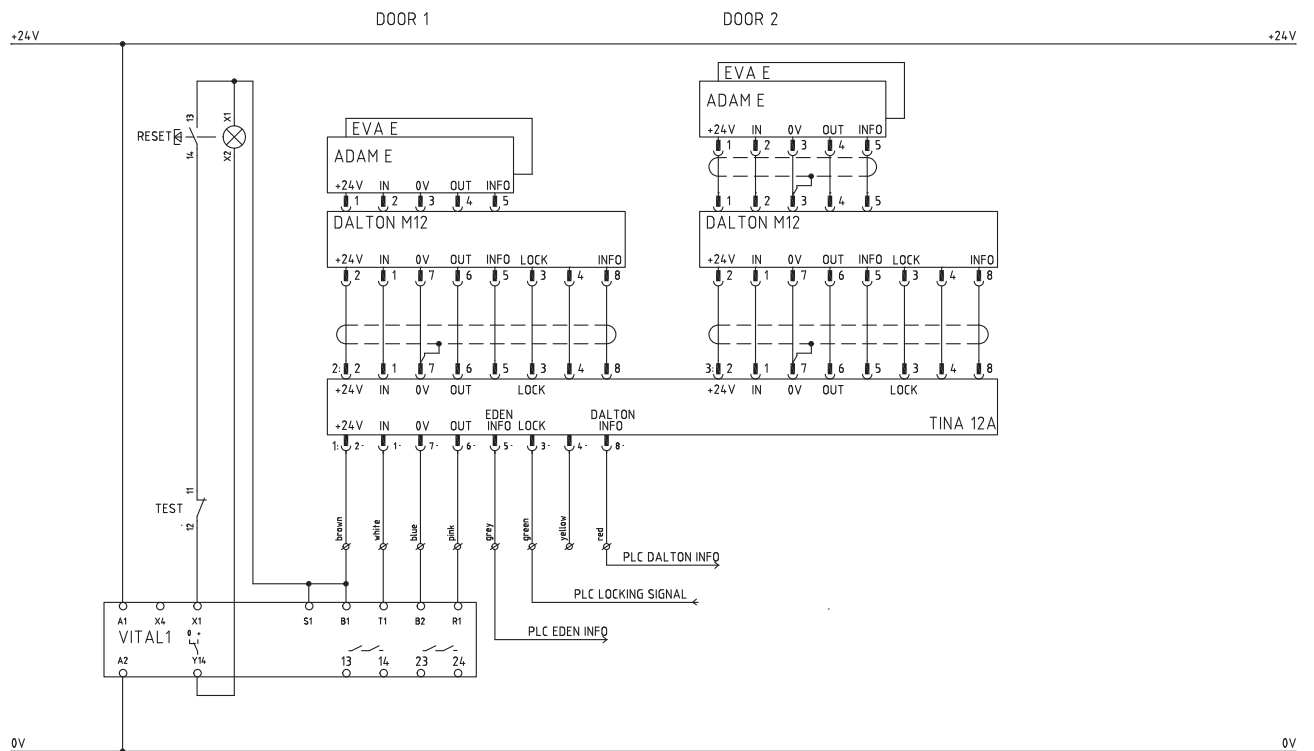 DOOR 1 DOOR 2
+24V +24V
EVA E
ADAM E
+24V IN 0V OUT INFO
1 2 3 4 5
13 X1
RESET
14 X2
EVA E
ADAM E
+24V IN 0V OUT INFO
1 2 3 4 5 1 2 3 4 5
DALTON M12 DALTON M12
+24V IN 0V OUT INFO LOCK INFO +24V IN 0V OUT INFO LOCK INFO
2 1 7 6 5 3 4 8 2 1 7 6 5 3 4 8
2: 2 1 7 6 5 3 4 8 3: 2 1 7 6 5 3 4 8
+24V IN 0V OUT LOCK +24V IN 0V OUT LOCK
EDEN DALTON
+24V IN 0V OUT INFO LOCK INFO TINA 12A
1: 2- 1- 7- 6- 5- 3- 4- 8-
11
TEST
12
brown white blue pink grey green yellow red
PLC DALTON INFO
PLC LOCKING SIGNAL
A1 X4 X1 S1 B1 T1 B2 R1
PLC EDEN INFO
VITAL1 0 + I
A2 Y14 13 14 23 24
0V 0V